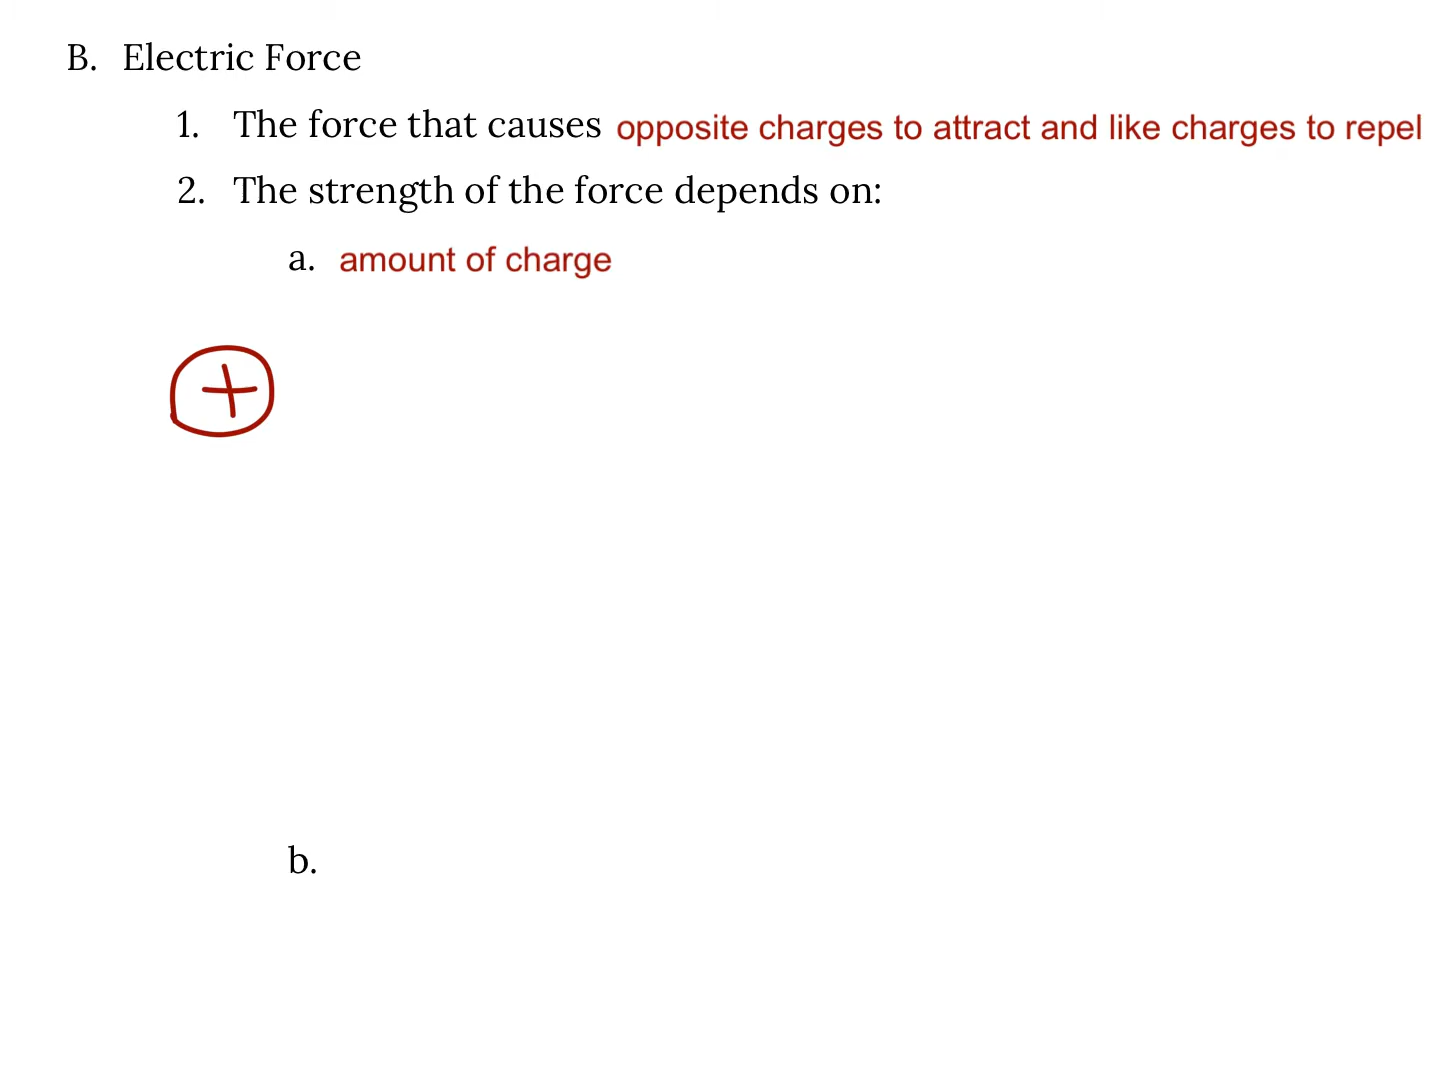 B. Electric Force
1. The force that causes opposite charges to attract and like charges to repel
2. The strength of the force depends on:
a. amount of charge
+
b.